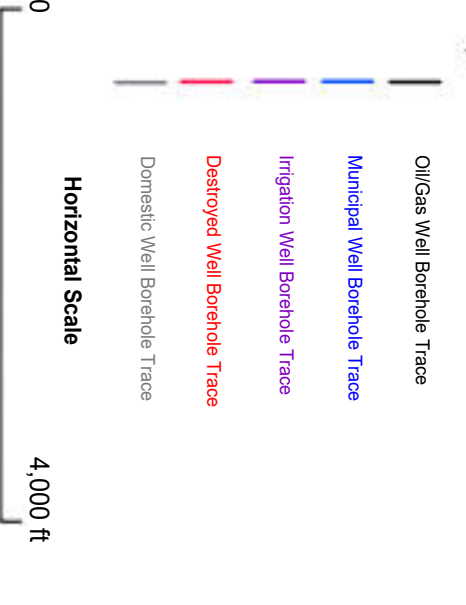 Oil/Gas Well Borehole Trace
Municipal Well Borehole Trace
Irrigation Well Borehole Trace
Destroyed Well Borehole Trace
Domestic Well Borehole Trace
Horizontal Scale
0 4,000 ft